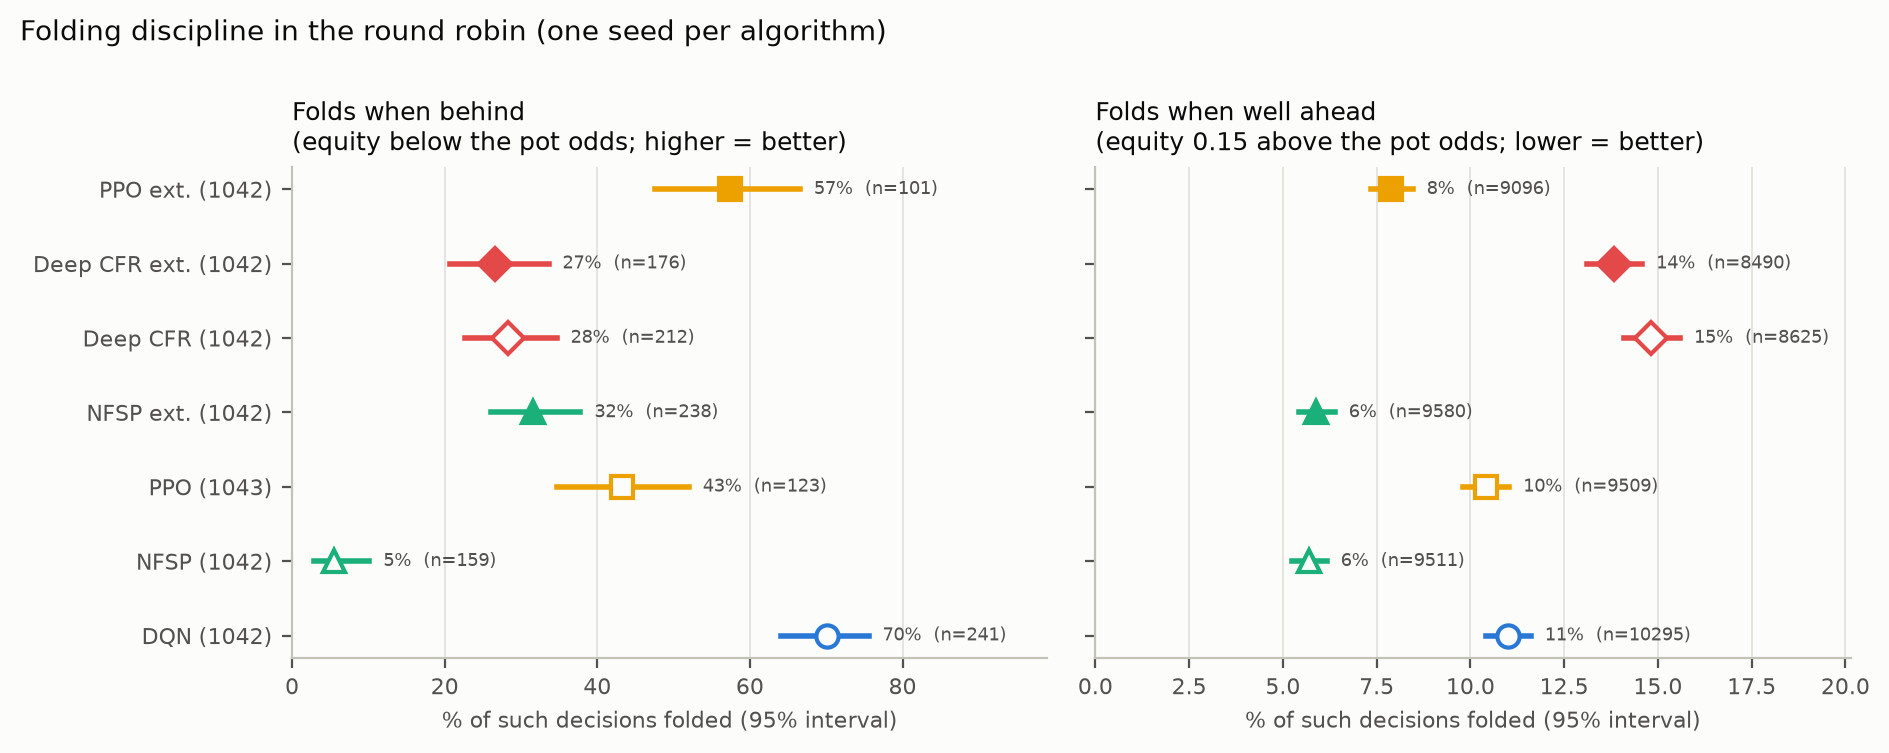 Folding discipline in the round robin (one seed per algorithm)
Folds when behind
(equity below the pot odds; higher = better)
PPO ext. (1042)
57% (n=101)
Deep CFR ext. (1042)
27% (n=176)
Deep CFR (1042)
28% (n=212)
NFSP ext. (1042)
32% (n=238)
PPO (1043)
43% (n=123)
NFSP (1042)
5% (n=159)
DQN (1042)
70% (n=241)
0 20 40 60 80
% of such decisions folded (95% interval)
Folds when well ahead
(equity 0.15 above the pot odds; lower = better)
8% (n=9096)
14% (n=8490)
15% (n=8625)
6% (n=9580)
10% (n=9509)
6% (n=9511)
11% (n=10295)
0.0 2.5 5.0 7.5 10.0 12.5 15.0 17.5 20.0
% of such decisions folded (95% interval)